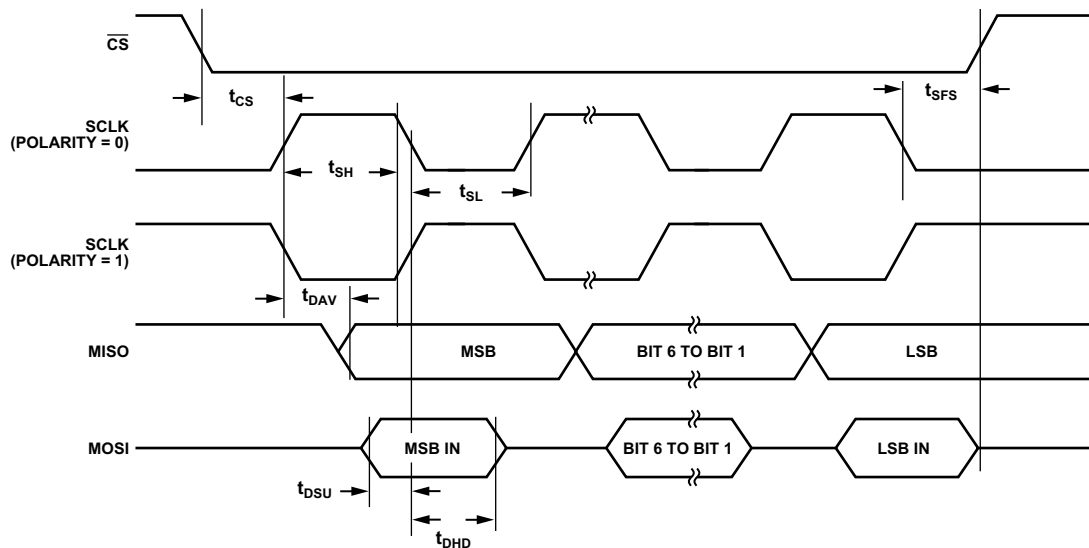 C̅S̅
tCS
tSFS
SCLK
(POLARITY = 0)
tSH
tSL
SCLK
(POLARITY = 1)
tDAV
MISO
MSB
BIT 6 TO BIT 1
LSB
MOSI
MSB IN
BIT 6 TO BIT 1
LSB IN
tDSU
tDHD